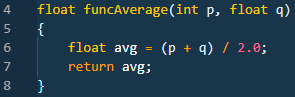 4 float funcAverage(int p, float q)
5 {
6     float avg = (p + q) / 2.0;
7     return avg;
8 }